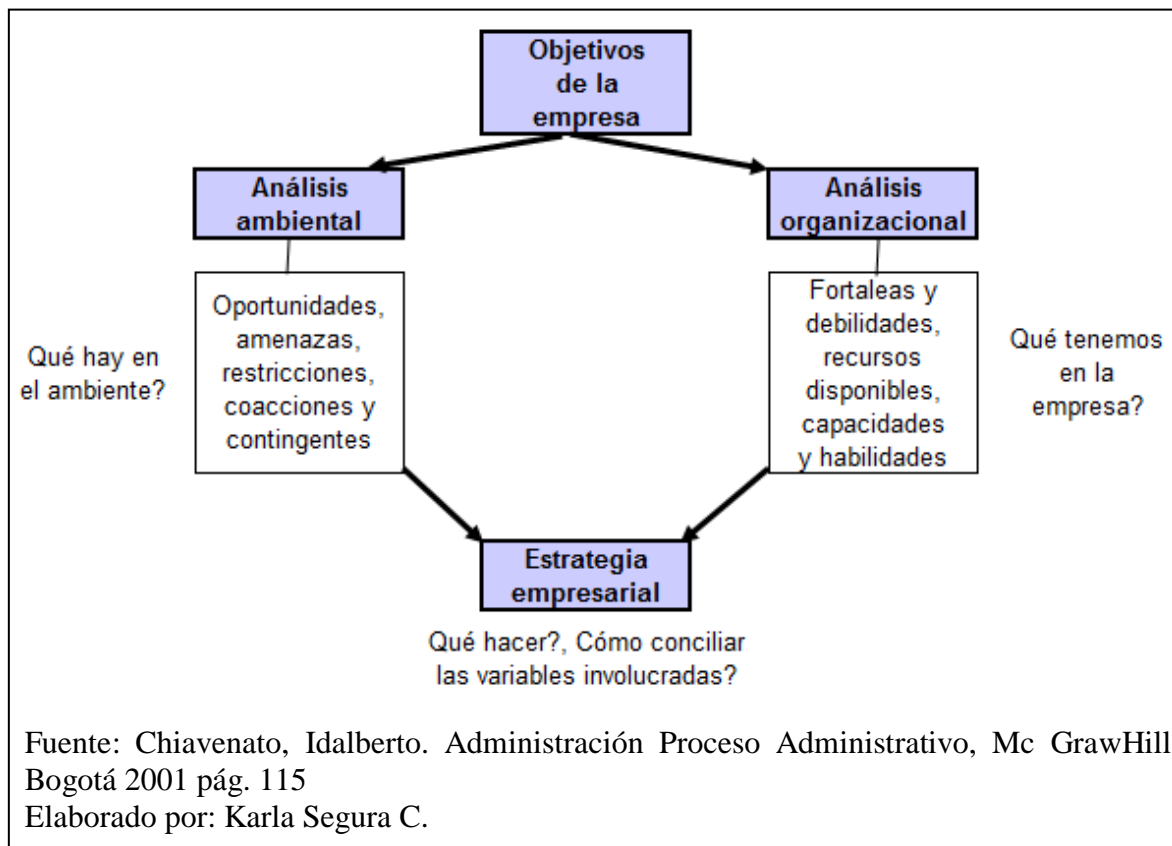 Objetivos
de la
empresa
Análisis
ambiental
Análisis
organizacional
Qué hay en
el ambiente?
Oportunidades,
amenazas,
restricciones,
coacciones y
contingentes
Fortaleas y
debilidades,
recursos
disponibles,
capacidades
y habilidades
Qué tenemos
en la
empresa?
Estrategia
empresarial
Qué hacer?, Cómo conciliar
las variables involucradas?
Fuente: Chiavenato, Idalberto. Administración Proceso Administrativo, Mc GrawHill
Bogotá 2001 pág. 115
Elaborado por: Karla Segura C.